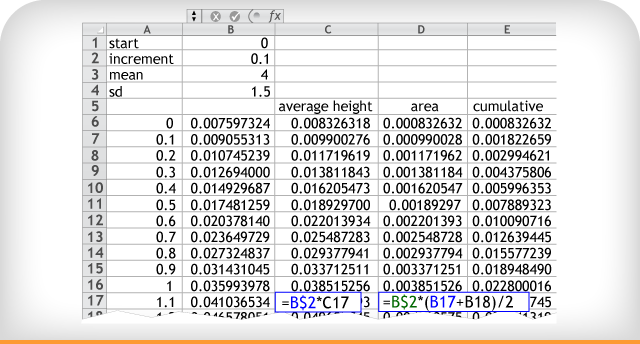 fx
A B C D E
1 start 0
2 increment 0.1
3 mean 4
4 sd 1.5
5 average height area cumulative
6 0 0.007597324 0.008326318 0.000832632 0.000832632
7 0.1 0.009055313 0.009900276 0.000990028 0.001822659
8 0.2 0.010745239 0.011719619 0.001171962 0.002994621
9 0.3 0.012694000 0.013811843 0.001381184 0.004375806
10 0.4 0.014929687 0.016205473 0.001620547 0.005996353
11 0.5 0.017481259 0.018929700 0.00189297 0.007889323
12 0.6 0.020378140 0.022013934 0.002201393 0.010090716
13 0.7 0.023649729 0.025487283 0.002548728 0.012639445
14 0.8 0.027324837 0.029377941 0.002937794 0.015577239
15 0.9 0.031431045 0.033712511 0.003371251 0.018948490
16 1 0.035993978 0.038515256 0.003851526 0.022800016
17 1.1 0.041036534 =B$2*C17 3 =B$2*(B17+B18)/2 745